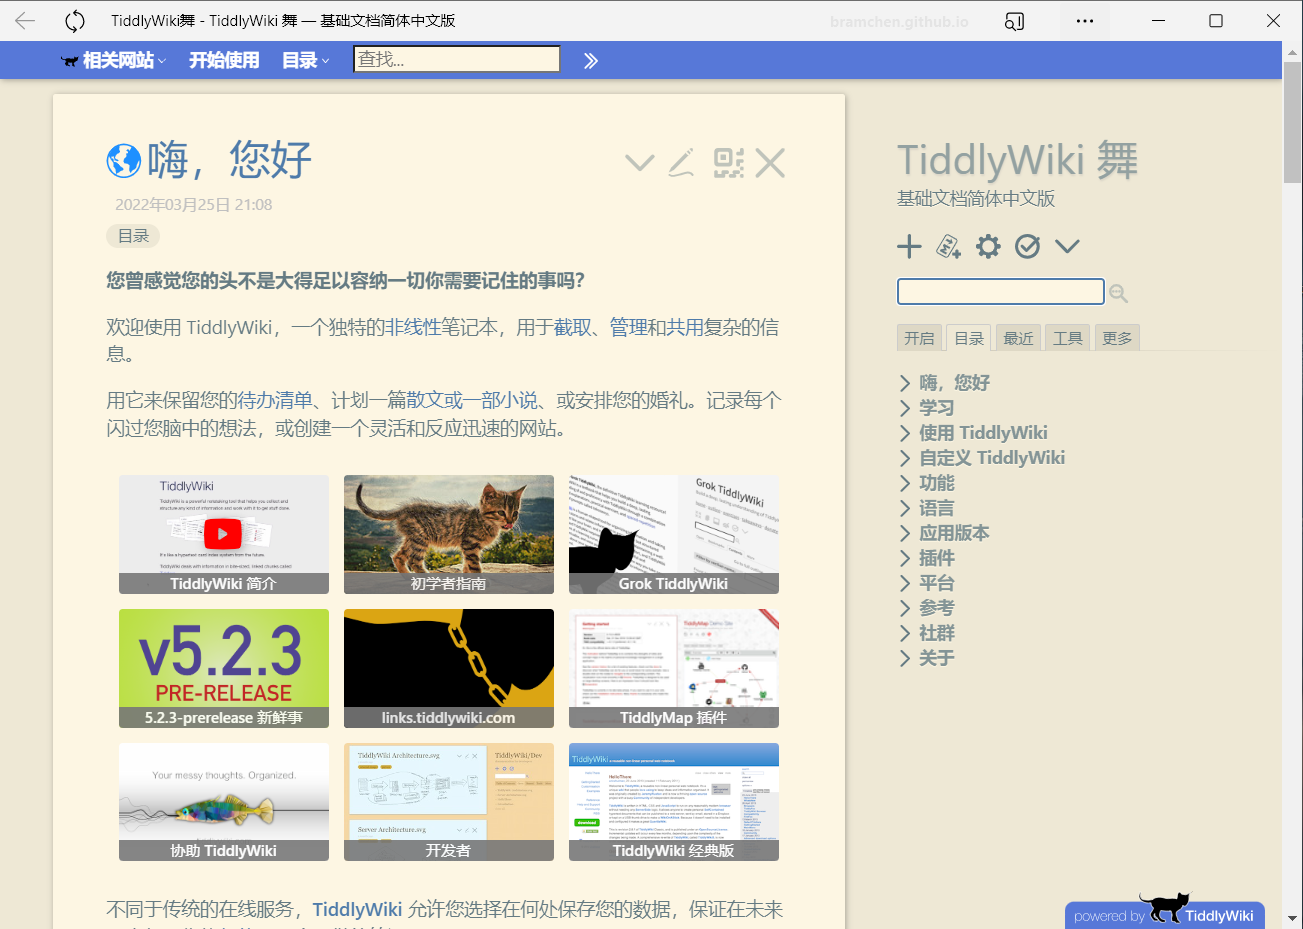 TiddlyWiki舞 - TiddlyWiki 舞 — 基础文档简体中文版
bramchen.github.io
相关网站
开始使用
目录
查找...
嗨，您好
2022年03月25日 21:08
目录
您曾感觉您的头不是大得足以容纳一切你需要记住的事吗?
欢迎使用 TiddlyWiki，一个独特的非线性笔记本，用于截取、管理和共用复杂的信
息。
用它来保留您的待办清单、计划一篇散文或一部小说、或安排您的婚礼。记录每个
闪过您脑中的想法，或创建一个灵活和反应迅速的网站。
TiddlyWiki
TiddlyWiki 简介
初学者指南
Grok TiddlyWiki
Grok TiddlyWiki
v5.2.3
PRE-RELEASE
5.2.3-prerelease 新鲜事
links.tiddlywiki.com
Getting started
TiddlyMap 插件
Your messy thoughts. Organized.
协助 TiddlyWiki
TiddlyWiki Architecture.svg
TiddlyWiki/Dev
Server Architecture.svg
开发者
TiddlyWiki
HelloThere
TiddlyWiki 经典版
不同于传统的在线服务，TiddlyWiki 允许您选择在何处保存您的数据，保证在未来
TiddlyWiki 舞
基础文档简体中文版
开启
目录
最近
工具
更多
嗨，您好
学习
使用 TiddlyWiki
自定义 TiddlyWiki
功能
语言
应用版本
插件
平台
参考
社群
关于
powered by TiddlyWiki